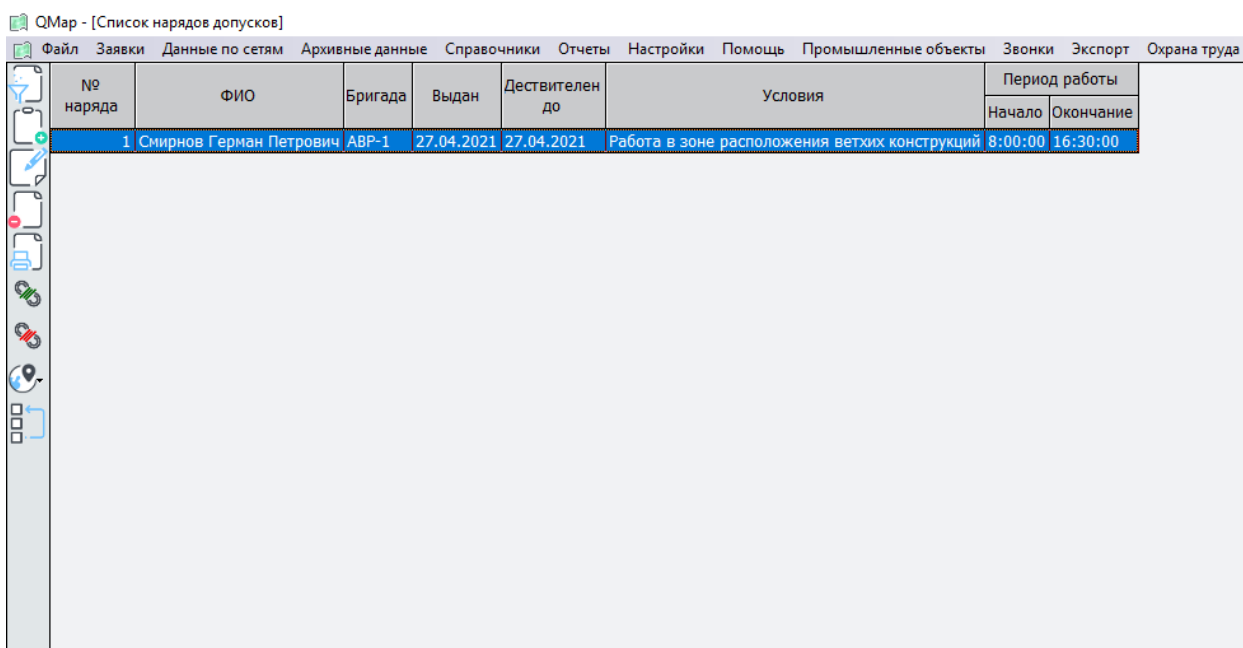 QMap - [Список нарядов допусков]
Файл Заявки Данные по сетям Архивные данные Справочники Отчеты Настройки Помощь Промышленные объекты Звонки Экспорт Охрана труда
№ наряда ФИО Бригада Выдан Дествителен до Условия Период работы
Начало Окончание
1 Смирнов Герман Петрович АВР-1 27.04.2021 27.04.2021 Работа в зоне расположения ветхих конструкций 8:00:00 16:30:00